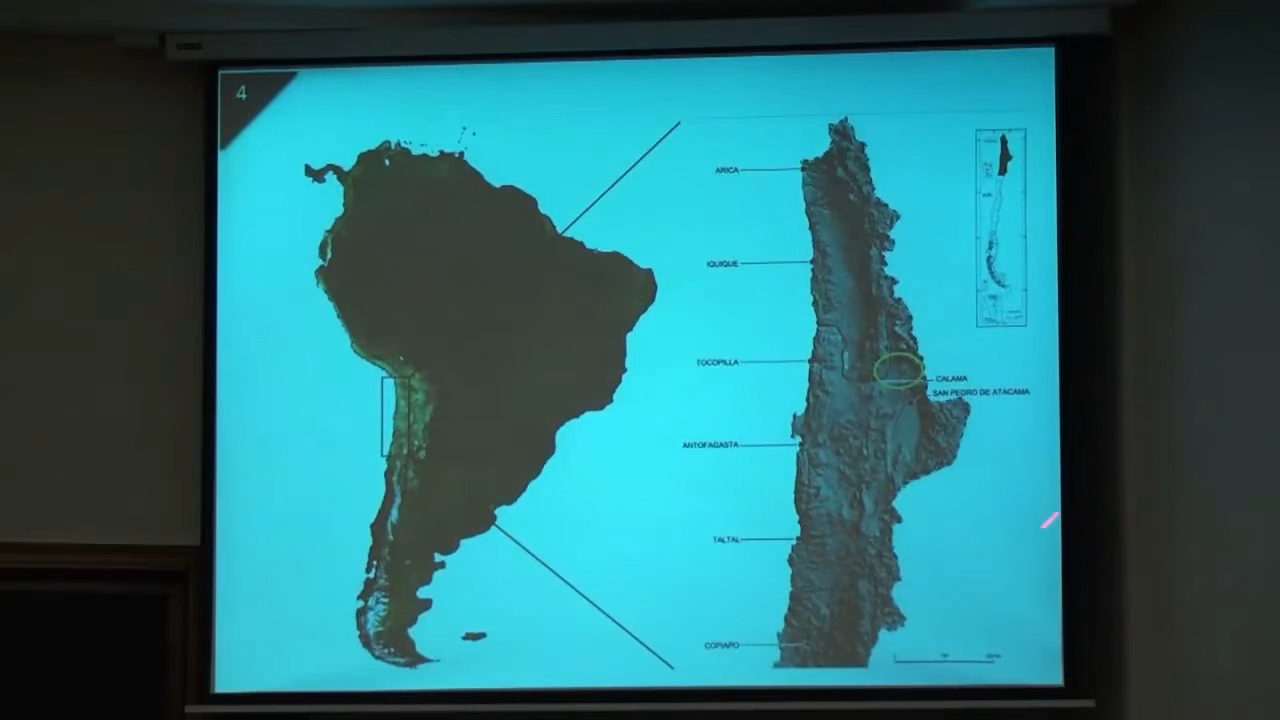 4
ARICA
IQUIQUE
TOCOPILLA
CALAMA
SAN PEDRO DE ATACAMA
ANTOFAGASTA
TALTAL
COPIAPO